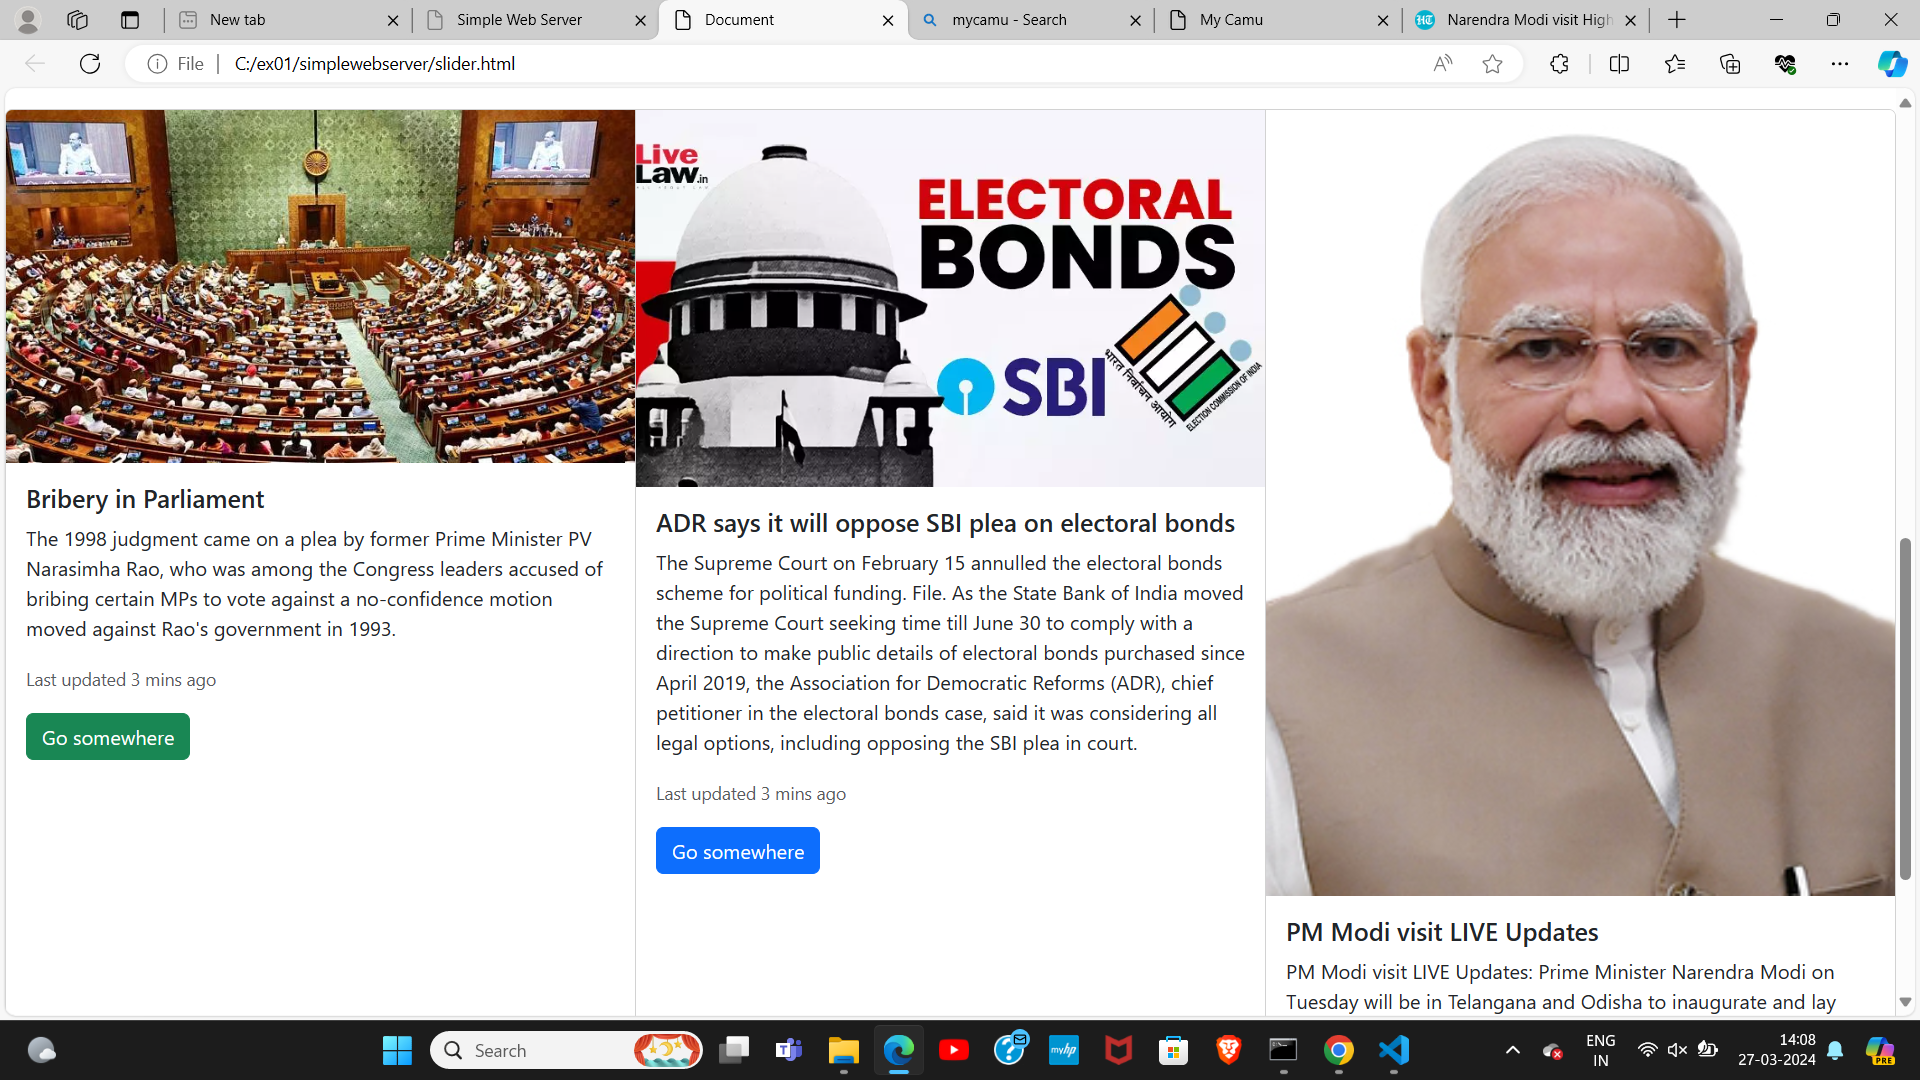 New tab
Simple Web Server
Document
mycamu - Search
My Camu
HT
Narendra Modi visit High
File
C:/ex01/simplewebserver/slider.html
Live
Law.in
ELECTORAL
BONDS
SBI
भारत निर्वाचन आयोग
ELECTION COMMISSION OF INDIA
Bribery in Parliament
The 1998 judgment came on a plea by former Prime Minister PV
Narasimha Rao, who was among the Congress leaders accused of
bribing certain MPs to vote against a no-confidence motion
moved against Rao's government in 1993.
Last updated 3 mins ago
Go somewhere
ADR says it will oppose SBI plea on electoral bonds
The Supreme Court on February 15 annulled the electoral bonds
scheme for political funding. File. As the State Bank of India moved
the Supreme Court seeking time till June 30 to comply with a
direction to make public details of electoral bonds purchased since
April 2019, the Association for Democratic Reforms (ADR), chief
petitioner in the electoral bonds case, said it was considering all
legal options, including opposing the SBI plea in court.
Last updated 3 mins ago
Go somewhere
PM Modi visit LIVE Updates
PM Modi visit LIVE Updates: Prime Minister Narendra Modi on
Tuesday will be in Telangana and Odisha to inaugurate and lay
Search
myhp
ENG
IN
14:08
27-03-2024
PRE